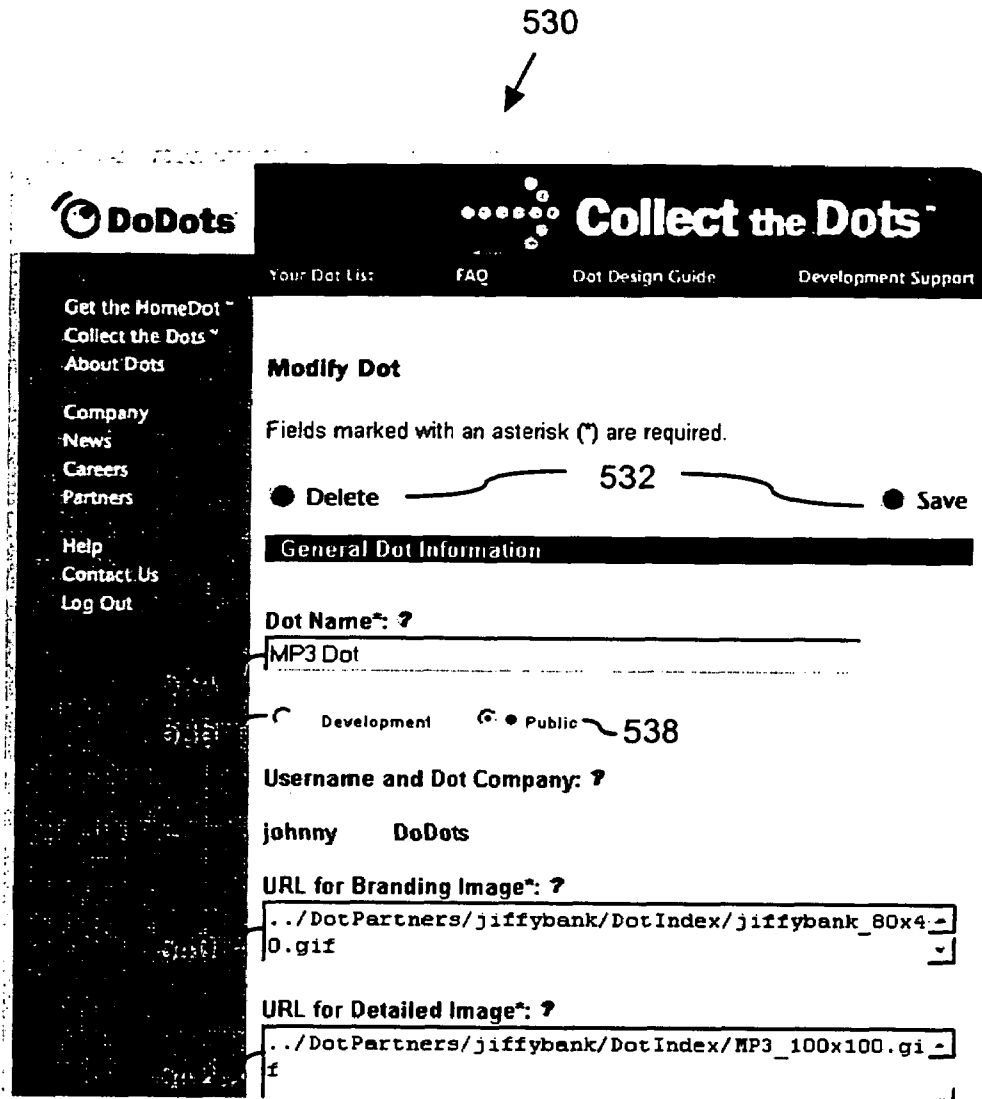 530
DoDots
Collect the Dots™
Your Dot List FAQ Dot Design Guide Development Support
Get the HomeDot™
Collect the Dots™
About Dots
Company
News
Careers
Partners
Help
Contact Us
Log Out
Modify Dot
Fields marked with an asterisk (*) are required.
532
Delete
Save
General Dot Information
Dot Name*: ?
MP3 Dot
Development Public 538
Username and Dot Company: ?
johnny DoDots
URL for Branding Image*: ?
../DotPartners/jiffybank/DotIndex/jiffybank_80x4
0.gif
URL for Detailed Image*: ?
../DotPartners/jiffybank/DotIndex/MP3_100x100.gi
f